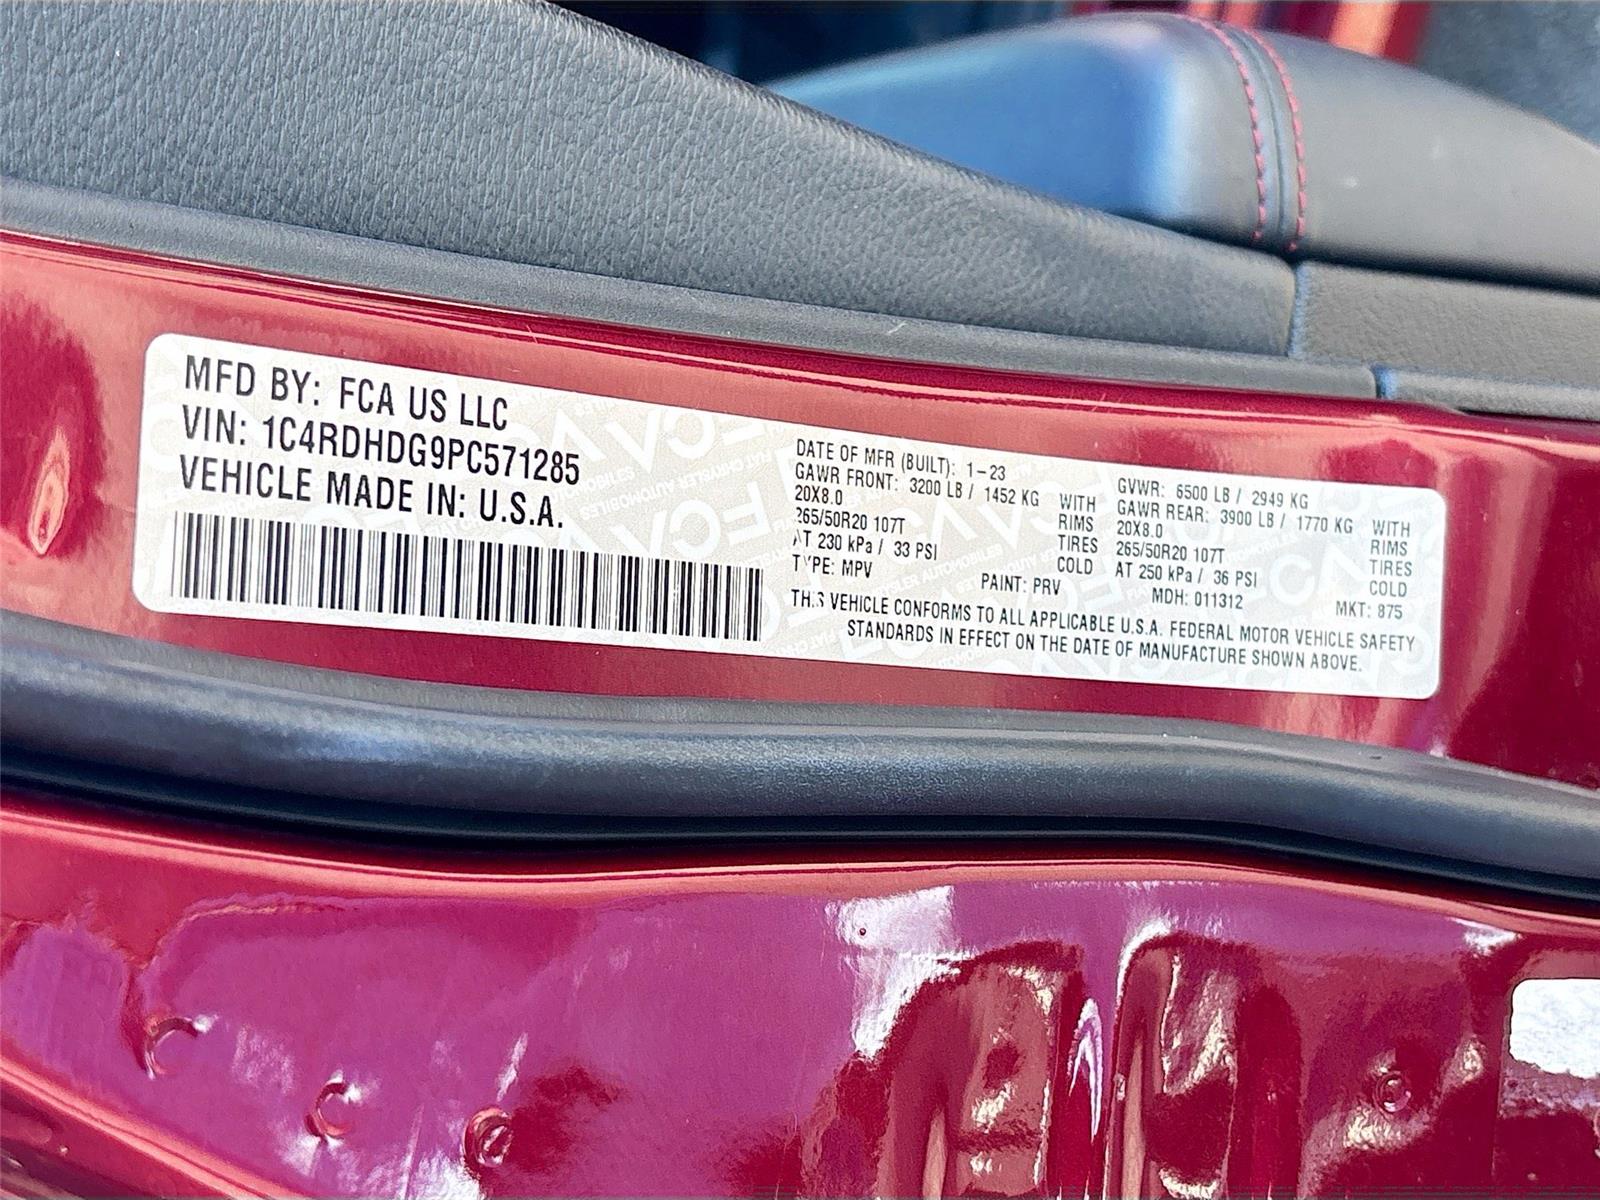 MFD BY: FCA US LLC
VIN: 1C4RDHDG9PC571285
VEHICLE MADE IN: U.S.A.
DATE OF MFR (BUILT): 1-23
GAWR FRONT: 3200 LB / 1452 KG WITH
20X8.0 RIMS
265/50R20 107T TIRES
AT 230 kPa / 33 PSI COLD
TYPE: MPV PAINT: PRV
GVWR: 6500 LB / 2949 KG
GAWR REAR: 3900 LB / 1770 KG WITH
20X8.0 RIMS
265/50R20 107T TIRES
AT 250 kPa / 36 PSI COLD
MDH: 011312 MKT: 875
THIS VEHICLE CONFORMS TO ALL APPLICABLE U.S.A. FEDERAL MOTOR VEHICLE SAFETY
STANDARDS IN EFFECT ON THE DATE OF MANUFACTURE SHOWN ABOVE.